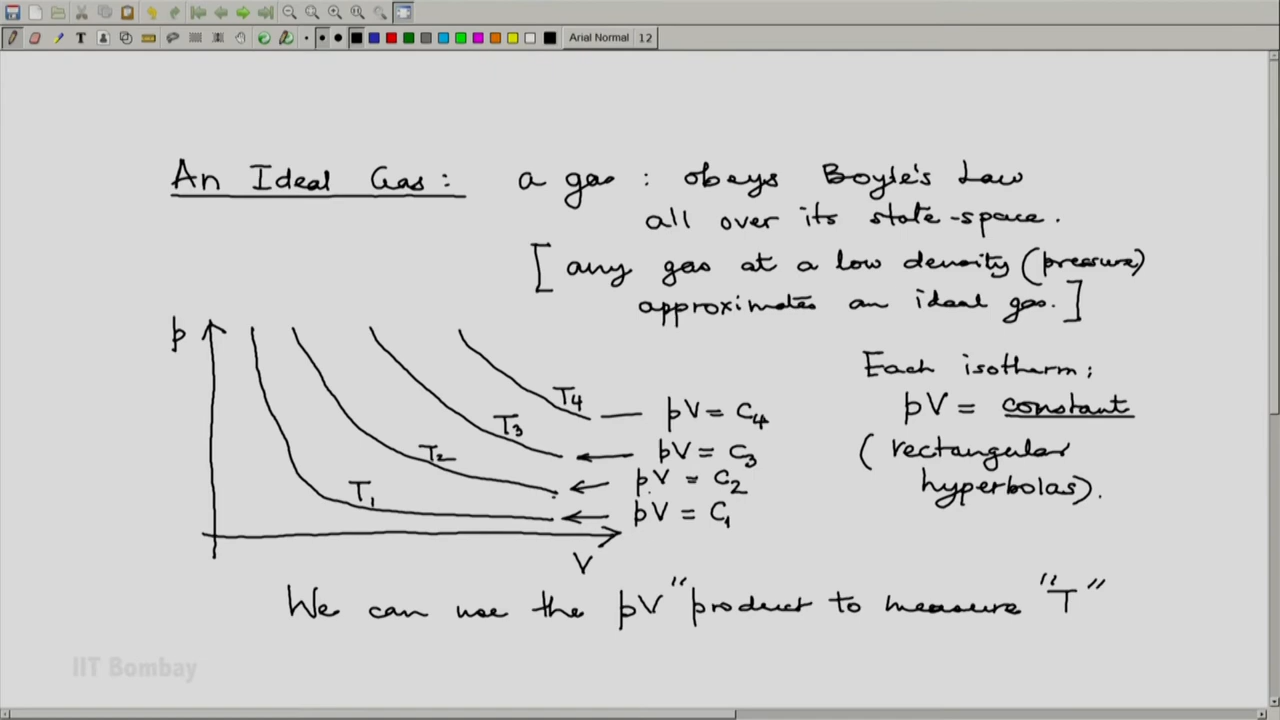 Arial Normal 12
An Ideal Gas : a gas : obeys Boyle's Law
all over its state-space.
[ any gas at a low density (pressure)
approximates an ideal gas. ]
p
Each isotherm :
pV = constant
(rectangular
hyperbolas).
T4
pV = C4
T3
pV = C3
T2
pV = C2
T1
pV = C1
V
We can use the pV" product to measure "T"
IIT Bombay